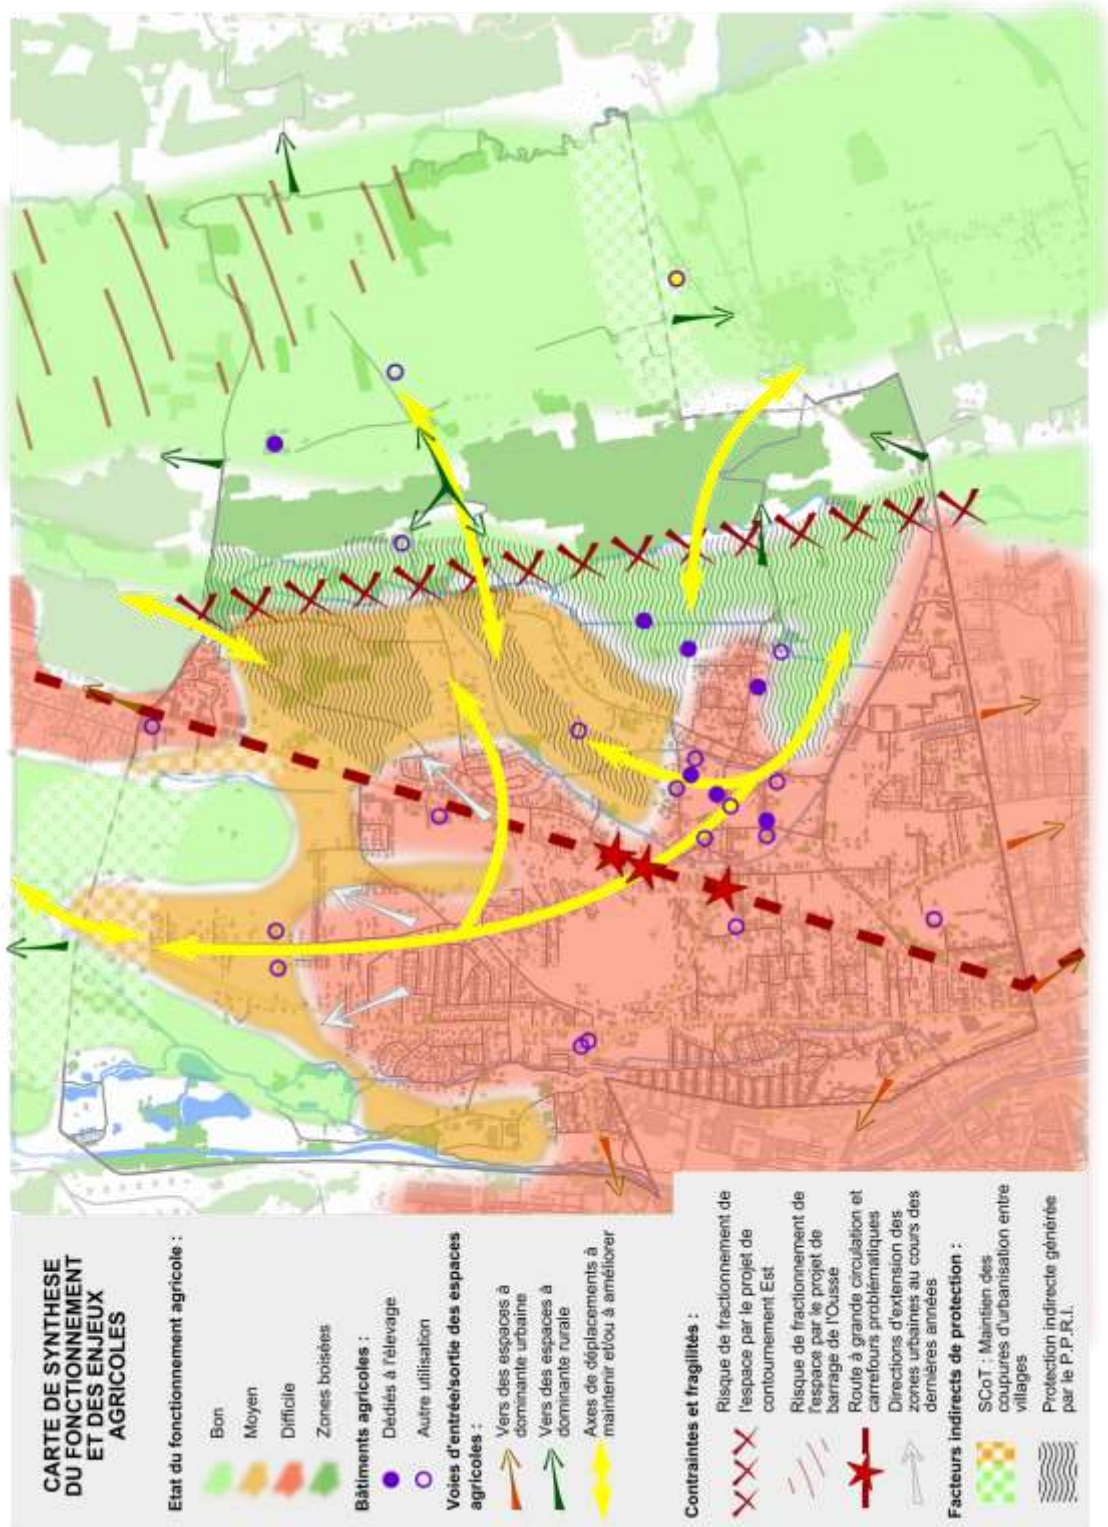 CARTE DE SYNTHESE
DU FONCTIONNEMENT
ET DES ENJEUX
AGRICOLES
Etat du fonctionnement agricole :
Bon
Moyen
Difficile
Zones boisées
Bâtiments agricoles :
Dédiés à l'élevage
Autre utilisation
Voies d'entrée/sortie des espaces
agricoles :
Vers des espaces à
dominante urbaine
Vers des espaces à
dominante rurale
Axes de déplacements à
maintenir et/ou à améliorer
Contraintes et fragilités :
Risque de fractionnement de
l'espace par le projet de
contournement Est
Risque de fractionnement de
l'espace par le projet de
barrage de l'Ousse
Route à grande circulation et
carrefours problématiques
Directions d'extension des
zones urbaines au cours des
dernières années
Facteurs indirects de protection :
SCoT : Maintien des
coupures d'urbanisation entre
villages
Protection indirecte générée
par le P.P.R.I.